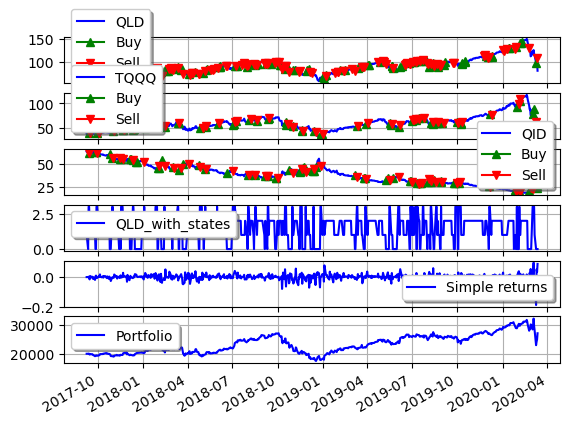 QLD
Buy
Sell
150
100
TQQQ
Buy
Sell
100
50
QID
Buy
Sell
50
25
QLD_with_states
2.5
0.0
Simple returns
0.0
−0.2
Portfolio
30000
20000
2017-10 2018-01 2018-04 2018-07 2018-10 2019-01 2019-04 2019-07 2019-10 2020-01 2020-04